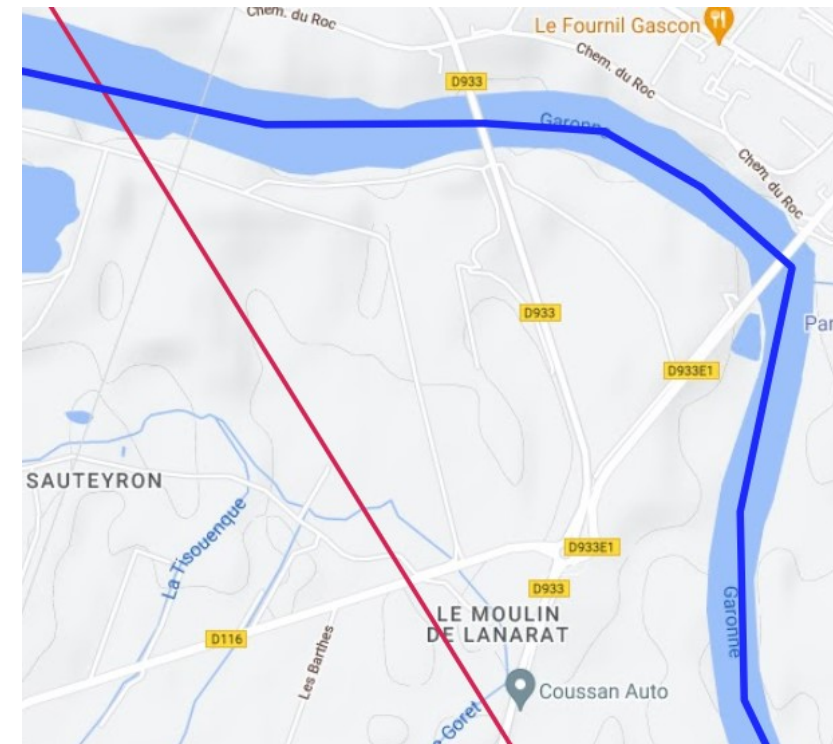 Chem. du Roc
Le Fournil Gascon
Chem. du Roc
D933
Garonne
Chem. du Roc
D933
Par
D933E1
SAUTEYRON
La Tisouenque
D933E1
D933
LE MOULIN
DE LANARAT
Garonne
D116
Les Barthes
Coussan Auto
-Goret